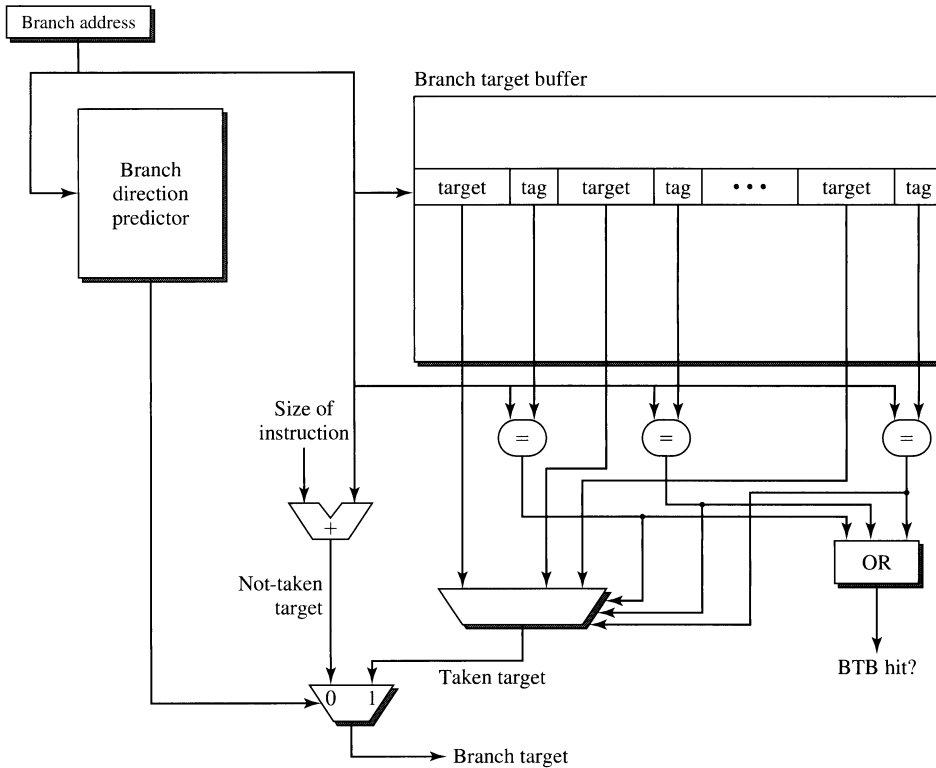 Branch address
Branch target buffer
Branch
direction
predictor
target tag target tag • • • target tag
Size of
instruction
= = =
+
OR
Not-taken
target
BTB hit?
Taken target
0 1
Branch target